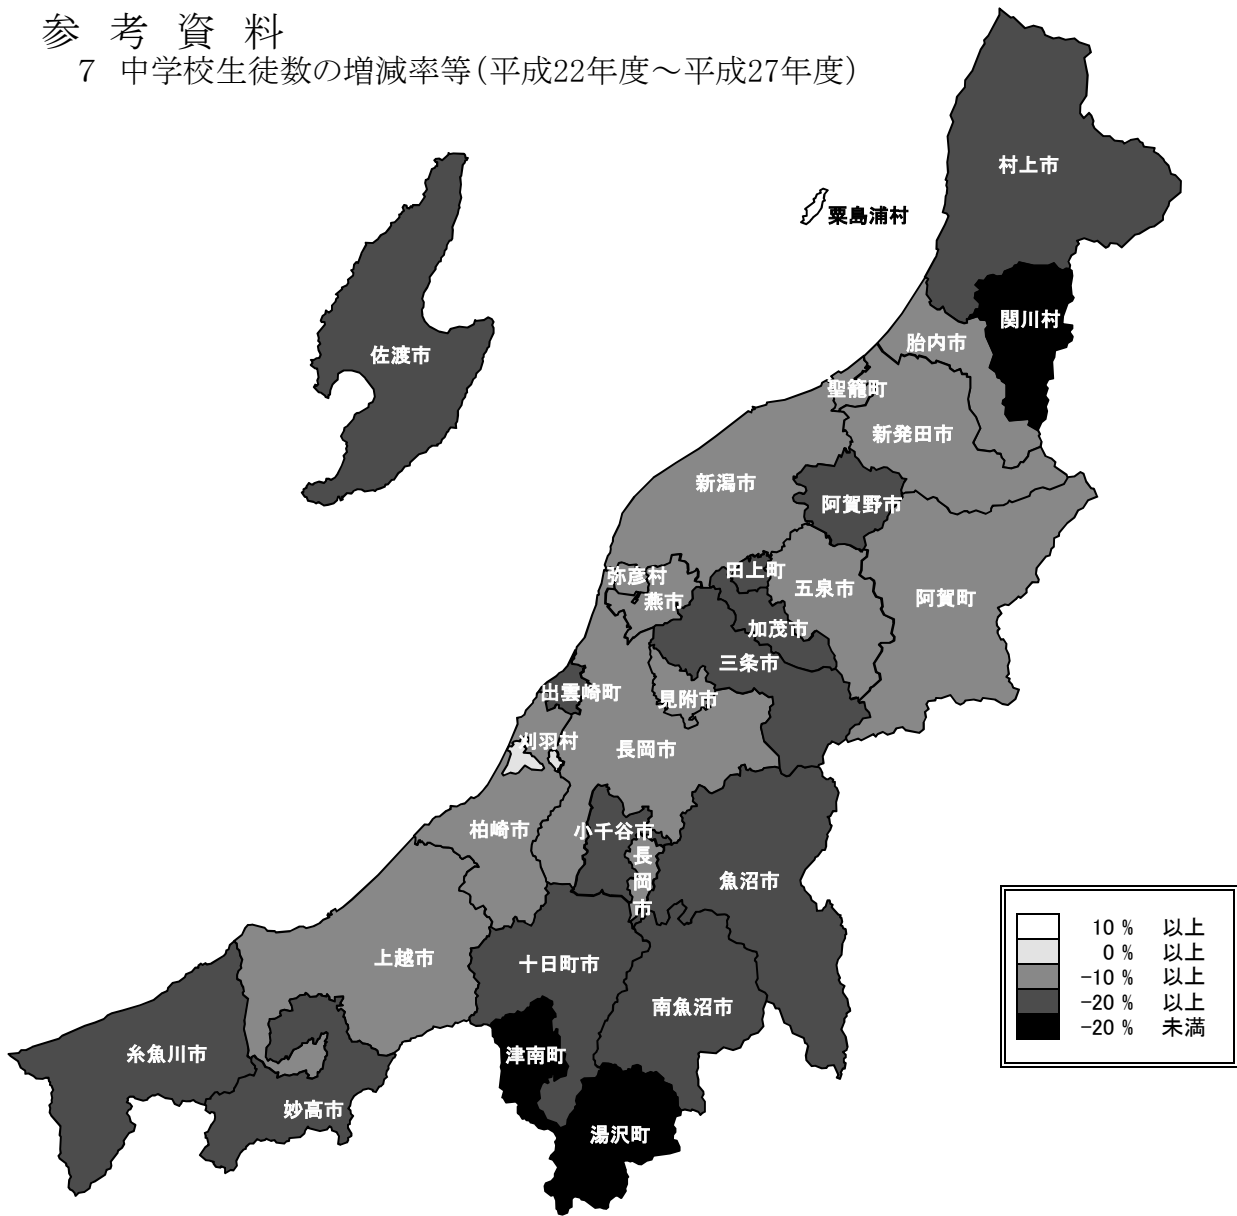 参考資料
7 中学校生徒数の増減率等(平成22年度～平成27年度)
村上市
粟島浦村
関川村
胎内市
佐渡市
聖籠町
新発田市
新潟市
阿賀野市
弥彦村
田上町
五泉市
阿賀町
燕市
加茂市
三条市
出雲崎町
見附市
刈羽村
長岡市
柏崎市
小千谷市
長岡市
魚沼市
上越市
十日町市
南魚沼市
糸魚川市
津南町
妙高市
湯沢町
10 % 以上
0 % 以上
-10 % 以上
-20 % 以上
-20 % 未満